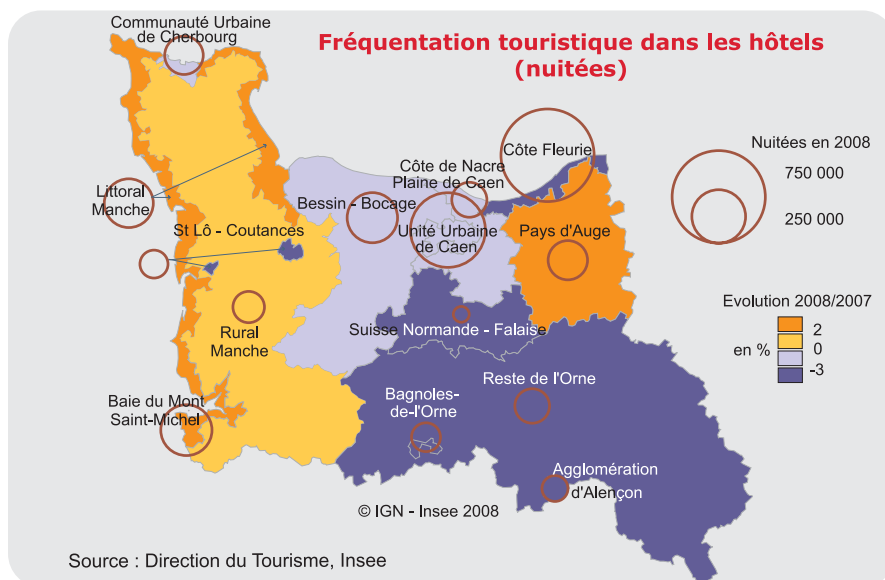 Communauté Urbaine
de Cherbourg
Fréquentation touristique dans les hôtels
(nuitées)
Nuitées en 2008
750 000
250 000
Côte Fleurie
Côte de Nacre
Plaine de Caen
Littoral
Manche
Bessin - Bocage
St Lô - Coutances
Unité Urbaine
de Caen
Pays d'Auge
Evolution 2008/2007
en %
2
0
-3
Rural
Manche
Suisse Normande - Falaise
Baie du Mont
Saint-Michel
Bagnoles-
de-l'Orne
Reste de l'Orne
Agglomération
d'Alençon
© IGN - Insee 2008
Source : Direction du Tourisme, Insee